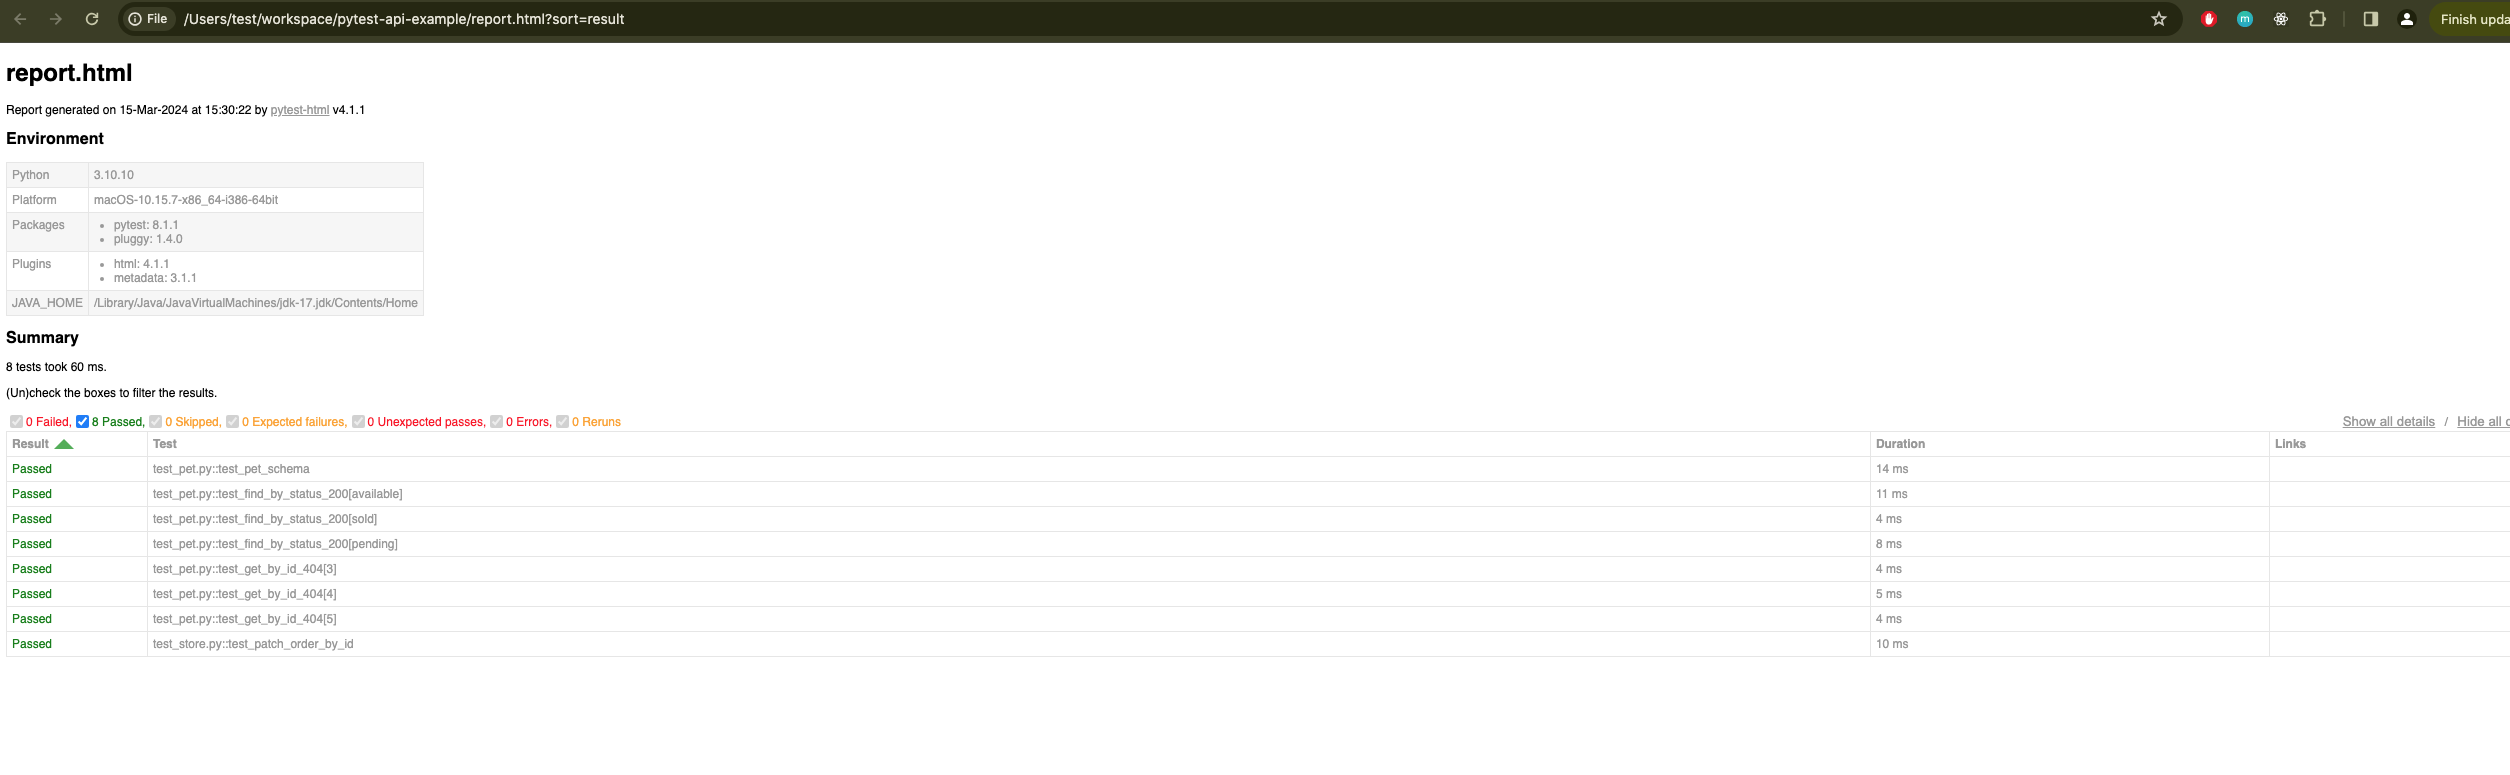 File /Users/test/workspace/pytest-api-example/report.html?sort=result m Finish upda
report.html
Report generated on 15-Mar-2024 at 15:30:22 by pytest-html v4.1.1
Environment
Python 3.10.10
Platform macOS-10.15.7-x86_64-i386-64bit
Packages • pytest: 8.1.1
• pluggy: 1.4.0
Plugins • html: 4.1.1
• metadata: 3.1.1
JAVA_HOME /Library/Java/JavaVirtualMachines/jdk-17.jdk/Contents/Home
Summary
8 tests took 60 ms.
(Un)check the boxes to filter the results.
0 Failed, 8 Passed, 0 Skipped, 0 Expected failures, 0 Unexpected passes, 0 Errors, 0 Reruns Show all details / Hide all
Result Test Duration Links
Passed test_pet.py::test_pet_schema 14 ms
Passed test_pet.py::test_find_by_status_200[available] 11 ms
Passed test_pet.py::test_find_by_status_200[sold] 4 ms
Passed test_pet.py::test_find_by_status_200[pending] 8 ms
Passed test_pet.py::test_get_by_id_404[3] 4 ms
Passed test_pet.py::test_get_by_id_404[4] 5 ms
Passed test_pet.py::test_get_by_id_404[5] 4 ms
Passed test_store.py::test_patch_order_by_id 10 ms